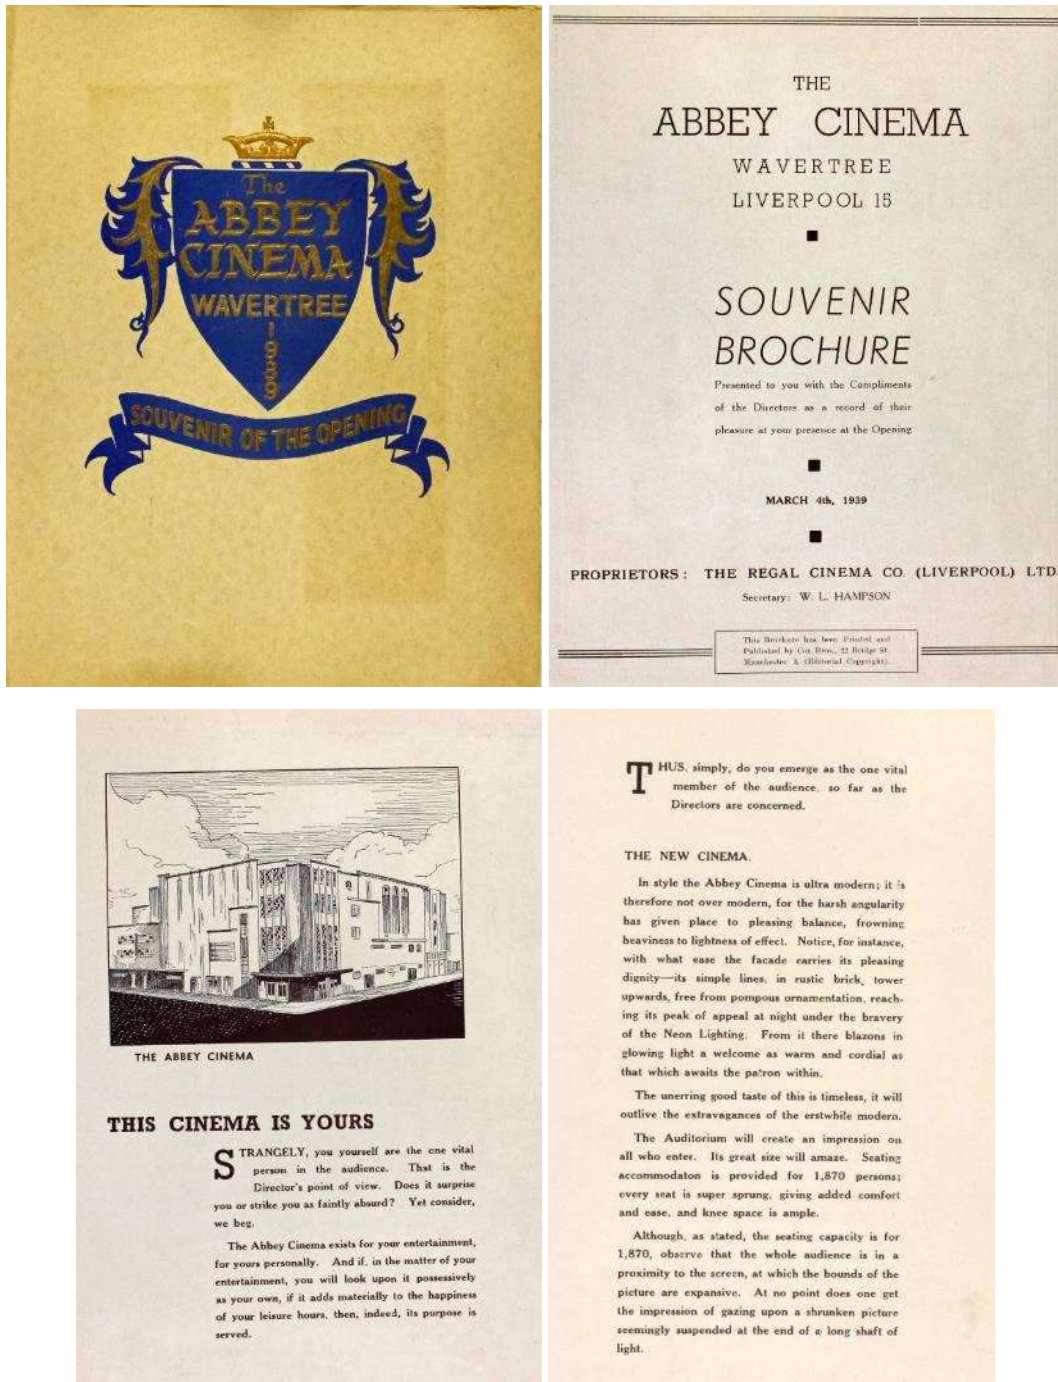 The
ABBEY
CINEMA
WAVERTREE
1939
SOUVENIR OF THE OPENING
THE
ABBEY CINEMA
WAVERTREE
LIVERPOOL 15
SOUVENIR
BROCHURE
Presented to you with the Compliments
of the Directors as a record of their
pleasure at your presence at the Opening
MARCH 4th, 1939
PROPRIETORS: THE REGAL CINEMA CO. (LIVERPOOL) LTD.
Secretary: W. L. HAMPSON
This Brochure has been Printed and
Published by Cox Bros., 22 Bridge St.
Manchester 3. (Editorial Copyright).
THE ABBEY CINEMA
THIS CINEMA IS YOURS
STRANGELY, you yourself are the one vital
person in the audience. That is the
Director's point of view. Does it surprise
you or strike you as faintly absurd? Yet consider,
we beg.
The Abbey Cinema exists for your entertainment,
for yours personally. And if, in the matter of your
entertainment, you will look upon it possessively
as your own, if it adds materially to the happiness
of your leisure hours, then, indeed, its purpose is
served.
THUS, simply, do you emerge as the one vital
member of the audience, so far as the
Directors are concerned.
THE NEW CINEMA.
In style the Abbey Cinema is ultra modern; it is
therefore not over modern, for the harsh angularity
has given place to pleasing balance, frowning
heaviness to lightness of effect. Notice, for instance,
with what ease the facade carries its pleasing
dignity—its simple lines, in rustic brick, tower
upwards, free from pompous ornamentation, reach-
ing its peak of appeal at night under the bravery
of the Neon Lighting. From it there blazons in
glowing light a welcome as warm and cordial as
that which awaits the patron within.
The unerring good taste of this is timeless, it will
outlive the extravagances of the erstwhile modern.
The Auditorium will create an impression on
all who enter. Its great size will amaze. Seating
accommodaton is provided for 1,870 persons;
every seat is super sprung, giving added comfort
and ease, and knee space is ample.
Although, as stated, the seating capacity is for
1,870, observe that the whole audience is in a
proximity to the screen, at which the bounds of the
picture are expansive. At no point does one get
the impression of gazing upon a shrunken picture
seemingly suspended at the end of a long shaft of
light.